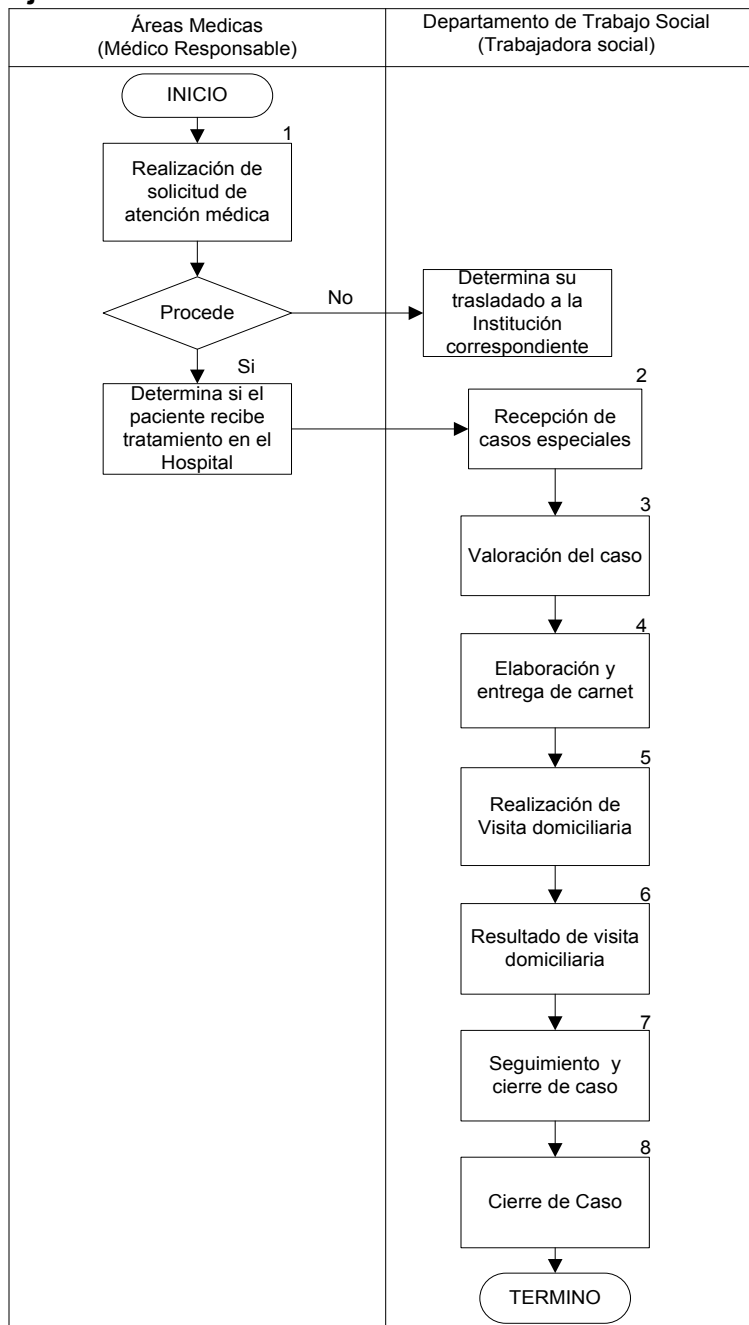 Áreas Medicas
(Médico Responsable)
Departamento de Trabajo Social
(Trabajadora social)
INICIO
1
Realización de
solicitud de
atención médica
Procede
No
Determina su
trasladado a la
Institución
correspondiente
Si
Determina si el
paciente recibe
tratamiento en el
Hospital
2
Recepción de
casos especiales
3
Valoración del caso
4
Elaboración y
entrega de carnet
5
Realización de
Visita domiciliaria
6
Resultado de visita
domiciliaria
7
Seguimiento y
cierre de caso
8
Cierre de Caso
TERMINO